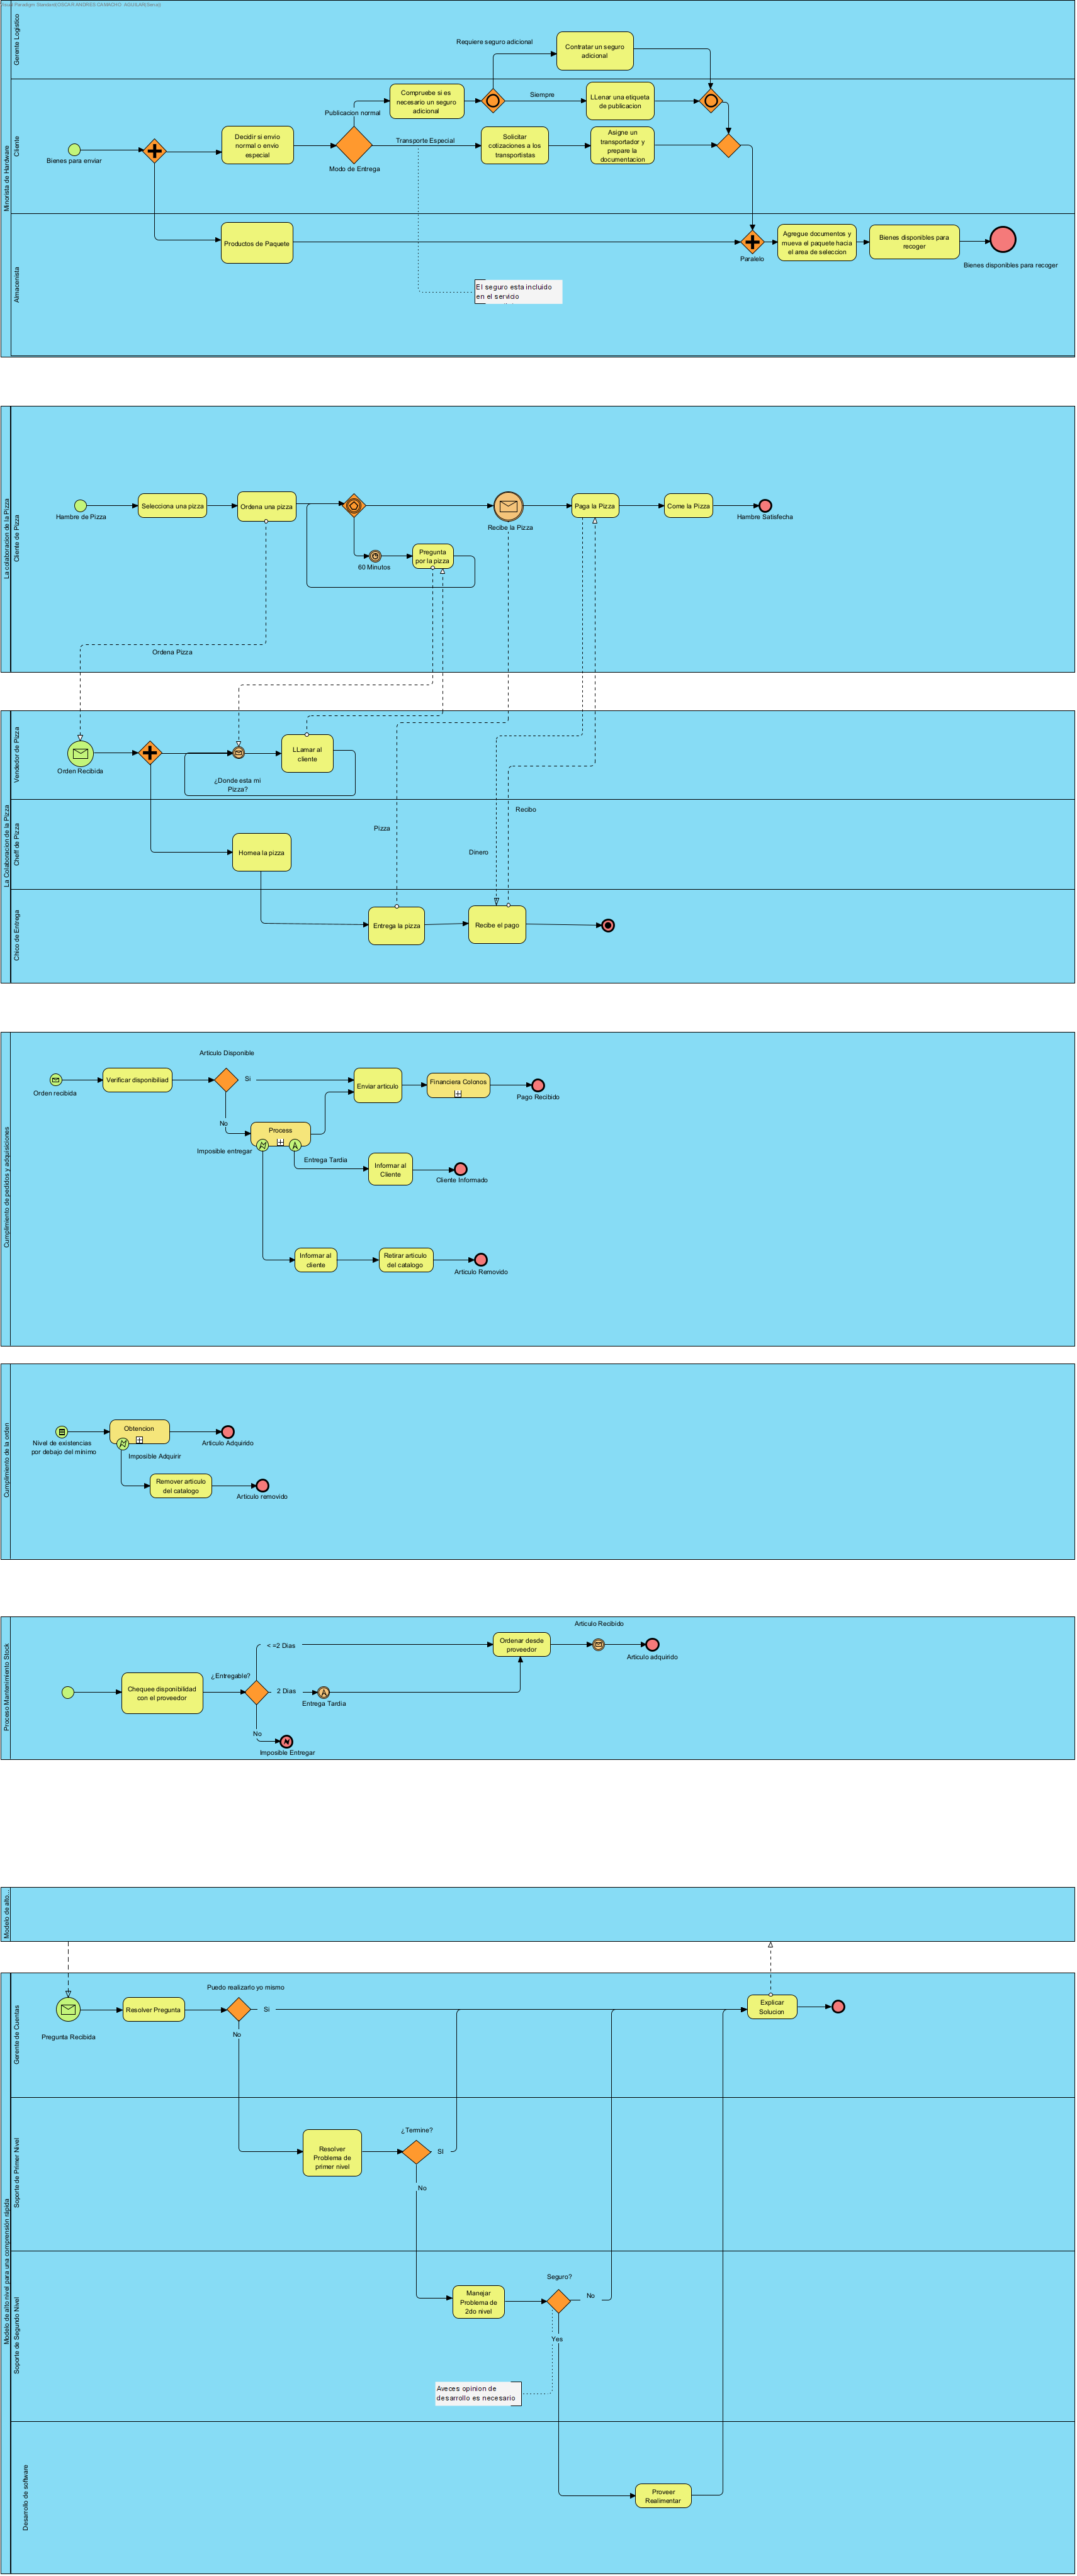 Visual Paradigm Standard(OSCAR ANDRES CAMACHO AGUILAR(Sena))
Minorista de Hardware
Gerente Logistico
Requiere seguro adicional
Contratar un seguro
adicional
Cliente
Bienes para enviar
Decidir si envio
normal o envio
especial
Publicacion normal
Modo de Entrega
Compruebe si es
necesario un seguro
adicional
Siempre
LLenar una etiqueta
de publicacion
Transporte Especial
Solicitar
cotizaciones a los
transportistas
Asigne un
transportador y
prepare la
documentacion
Almacenista
Productos de Paquete
Paralelo
Agregue documentos y
mueva el paquete hacia
el area de seleccion
Bienes disponibles para
recoger
Bienes disponibles para recoger
El seguro esta incluido
en el servicio
La colaboracion de la Pizza
Cliente de Pizza
Hambre de Pizza
Selecciona una pizza
Ordena una pizza
60 Minutos
Pregunta
por la pizza
Recibe la Pizza
Paga la Pizza
Come la Pizza
Hambre Satisfecha
Ordena Pizza
La Colaboracion de la Pizza
Vendedor de Pizza
Orden Recibida
¿Donde esta mi
Pizza?
LLamar al
cliente
Cheff de Pizza
Hornea la pizza
Pizza
Dinero
Recibo
Chico de Entrega
Entrega la pizza
Recibe el pago
Cumplimiento de pedidos y adquisiciones
Orden recibida
Verificar disponibiliad
Articulo Disponible
Si
No
Enviar articulo
Financiera Colonos
Pago Recibido
Process
Imposible entregar
Entrega Tardia
Informar al
Cliente
Cliente Informado
Informar al
cliente
Retirar articulo
del catalogo
Articulo Removido
Cumplimiento de la orden
Nivel de existencias
por debajo del mínimo
Obtencion
Articulo Adquirido
Imposible Adquirir
Remover articulo
del catalogo
Articulo removido
Proceso Mantenimiento Stock
Chequee disponibilidad
con el proveedor
¿Entregable?
< =2 Dias
2 Dias
No
Entrega Tardia
Imposible Entregar
Ordenar desde
proveedor
Articulo Recibido
Articulo adquirido
Modelo de alto...
Modelo de alto nivel para una comprensión rápida
Gerente de Cuentas
Pregunta Recibida
Resolver Pregunta
Puedo realizarlo yo mismo
Si
No
Explicar
Solucion
Soporte de Primer Nivel
Resolver
Problema de
primer nivel
¿Termine?
SI
No
Soporte de Segundo Nivel
Manejar
Problema de
2do nivel
Seguro?
No
Yes
Aveces opinion de
desarrollo es necesario
Desarrollo de software
Proveer
Realimentar